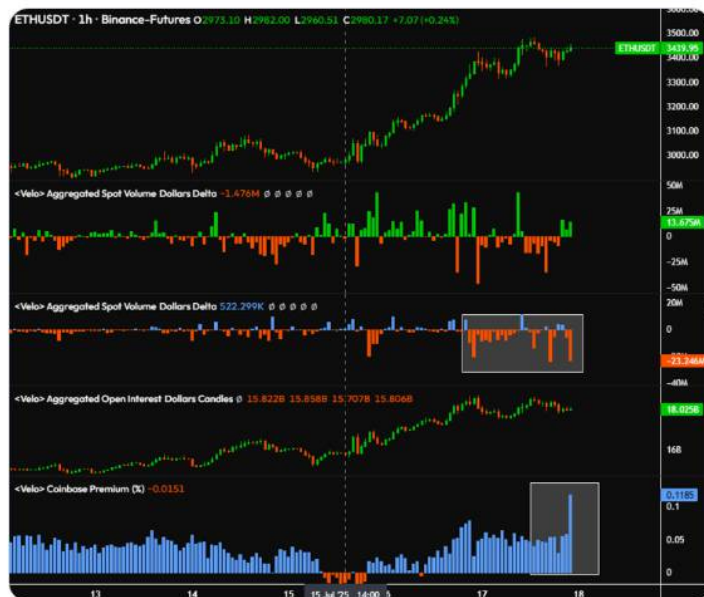 ETHUSDT · 1h · Binance-Futures O2973.10 H2982.00 L2960.51 C2980.17 +7.07 (+0.24%)
3500.00
ETHUSDT 3439.95
3400.00
3300.00
3200.00
3100.00
3000.00
<Velo> Aggregated Spot Volume Dollars Delta −1.476M ∅ ∅ ∅ ∅ ∅
50M
25M
13.675M
0
−25M
−50M
<Velo> Aggregated Spot Volume Dollars Delta 522.299K ∅ ∅ ∅ ∅ ∅
20M
0
−23.246M
−40M
<Velo> Aggregated Open Interest Dollars Candles ∅ 15.822B 15.858B 15.707B 15.806B
18.025B
16B
<Velo> Coinbase Premium (%) −0.0151
0.1185
0.1
0.05
0
13 14 15 15 Jul '25 14:00 17 18